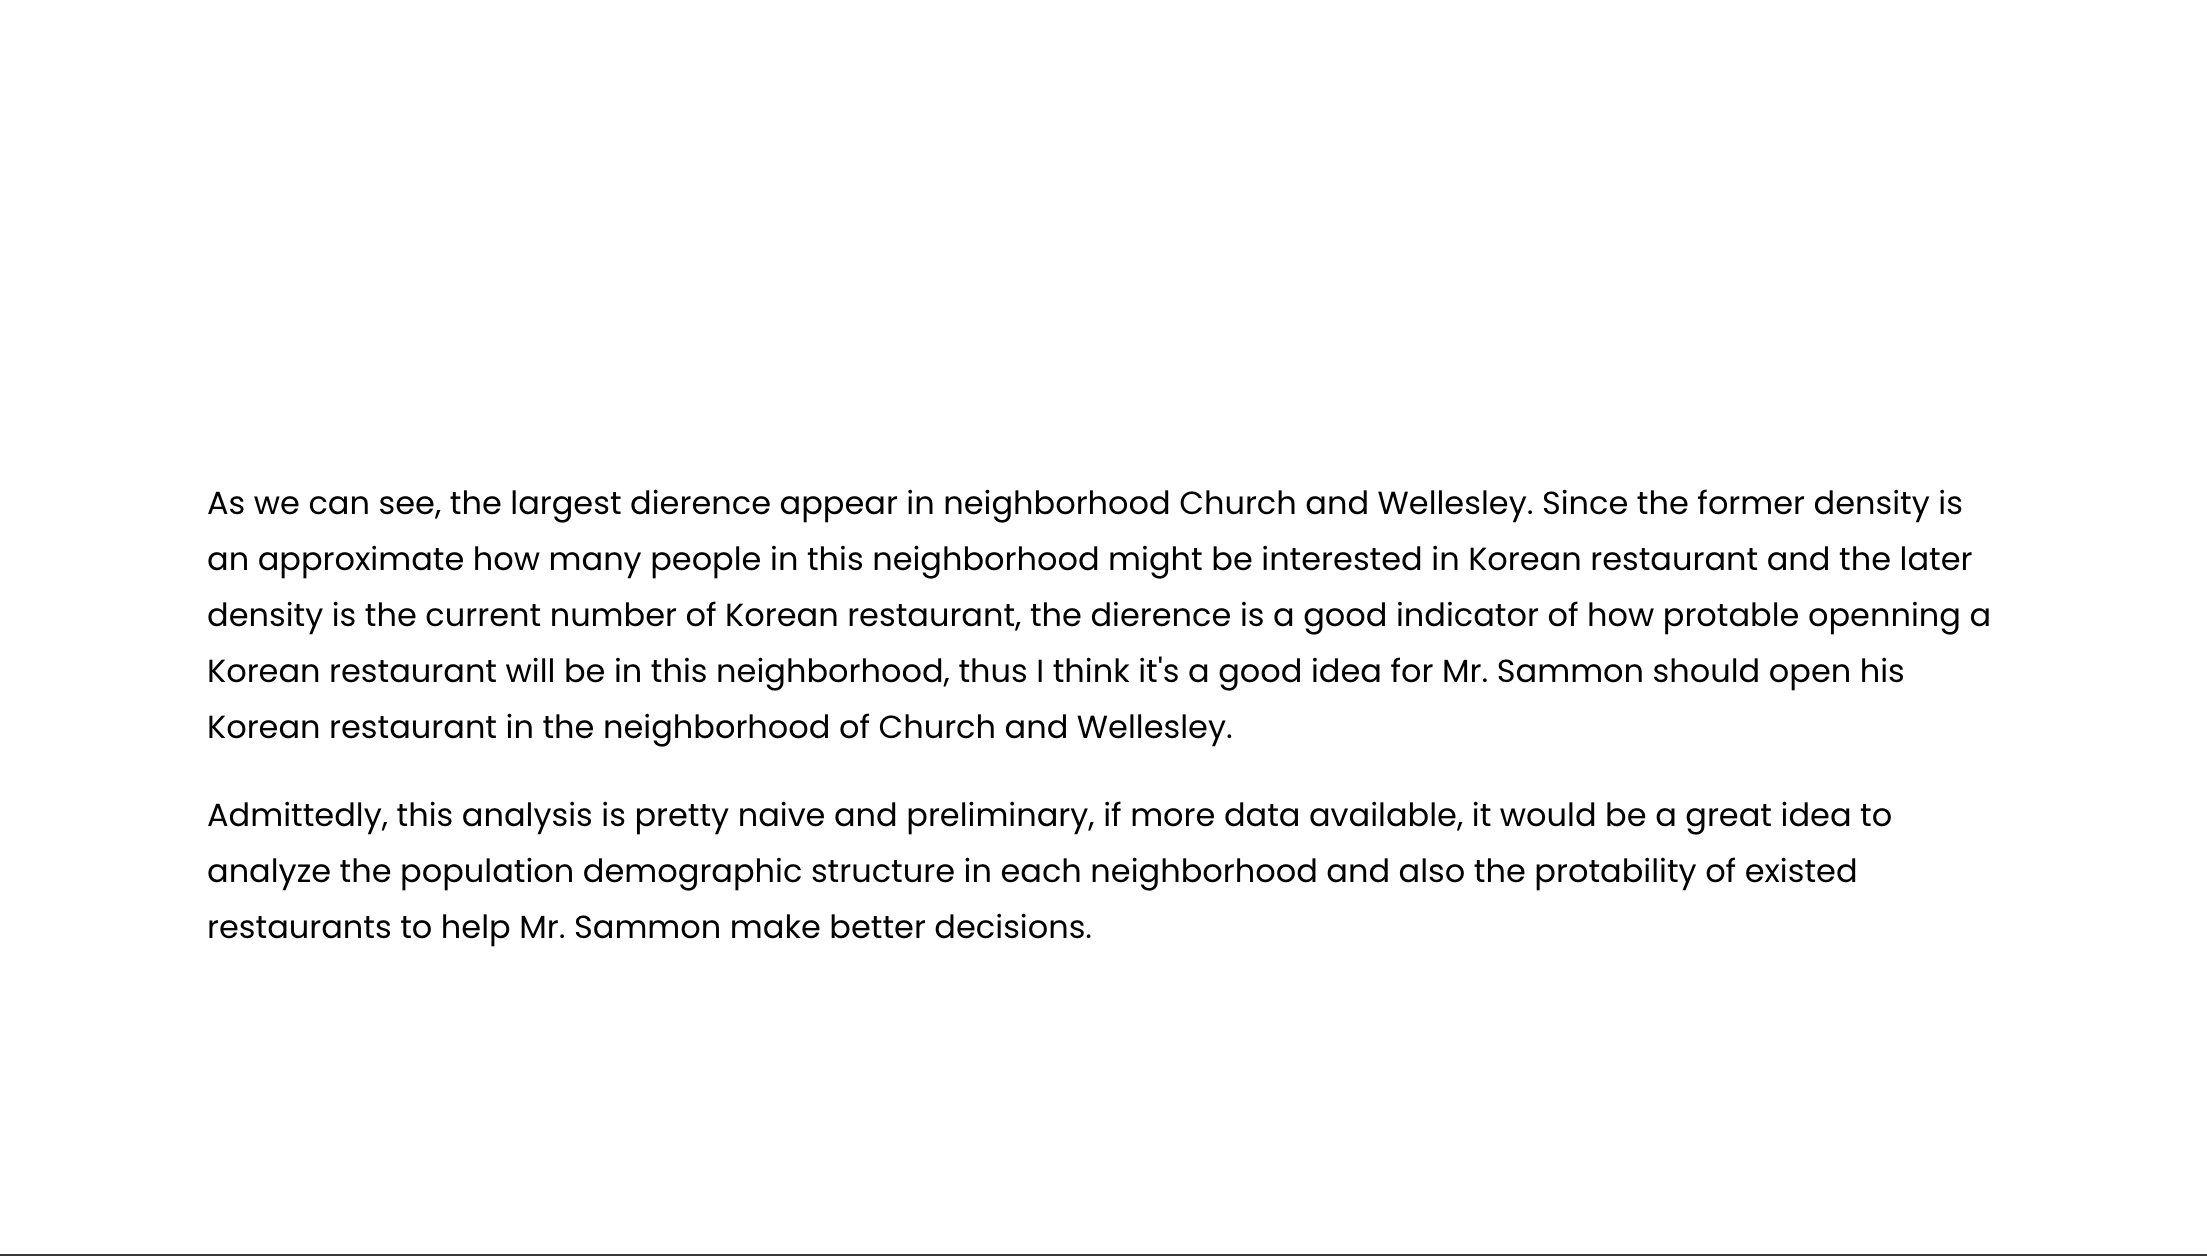 As we can see, the largest dierence appear in neighborhood Church and Wellesley. Since the former density is
an approximate how many people in this neighborhood might be interested in Korean restaurant and the later
density is the current number of Korean restaurant, the dierence is a good indicator of how protable openning a
Korean restaurant will be in this neighborhood, thus I think it's a good idea for Mr. Sammon should open his
Korean restaurant in the neighborhood of Church and Wellesley.
Admittedly, this analysis is pretty naive and preliminary, if more data available, it would be a great idea to
analyze the population demographic structure in each neighborhood and also the protability of existed
restaurants to help Mr. Sammon make better decisions.